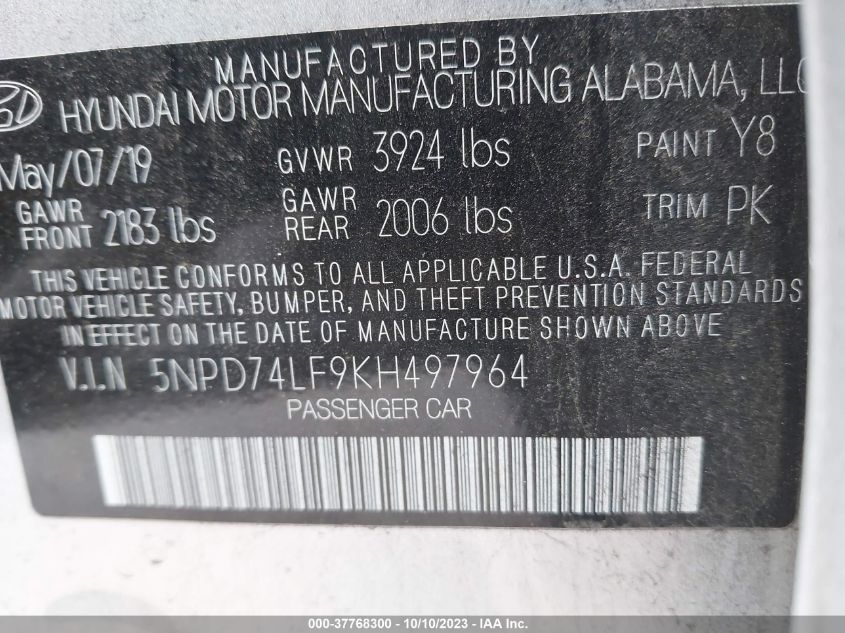 MANUFACTURED BY
HYUNDAI MOTOR MANUFACTURING ALABAMA, LLC
May/07/19 GVWR 3924 lbs PAINT Y8
GAWR FRONT 2183 lbs GAWR REAR 2006 lbs TRIM PK
THIS VEHICLE CONFORMS TO ALL APPLICABLE U.S.A. FEDERAL
MOTOR VEHICLE SAFETY, BUMPER, AND THEFT PREVENTION STANDARDS
IN EFFECT ON THE DATE OF MANUFACTURE SHOWN ABOVE
V.I.N 5NPD74LF9KH497964
PASSENGER CAR
000-37768300 - 10/10/2023 - IAA Inc.